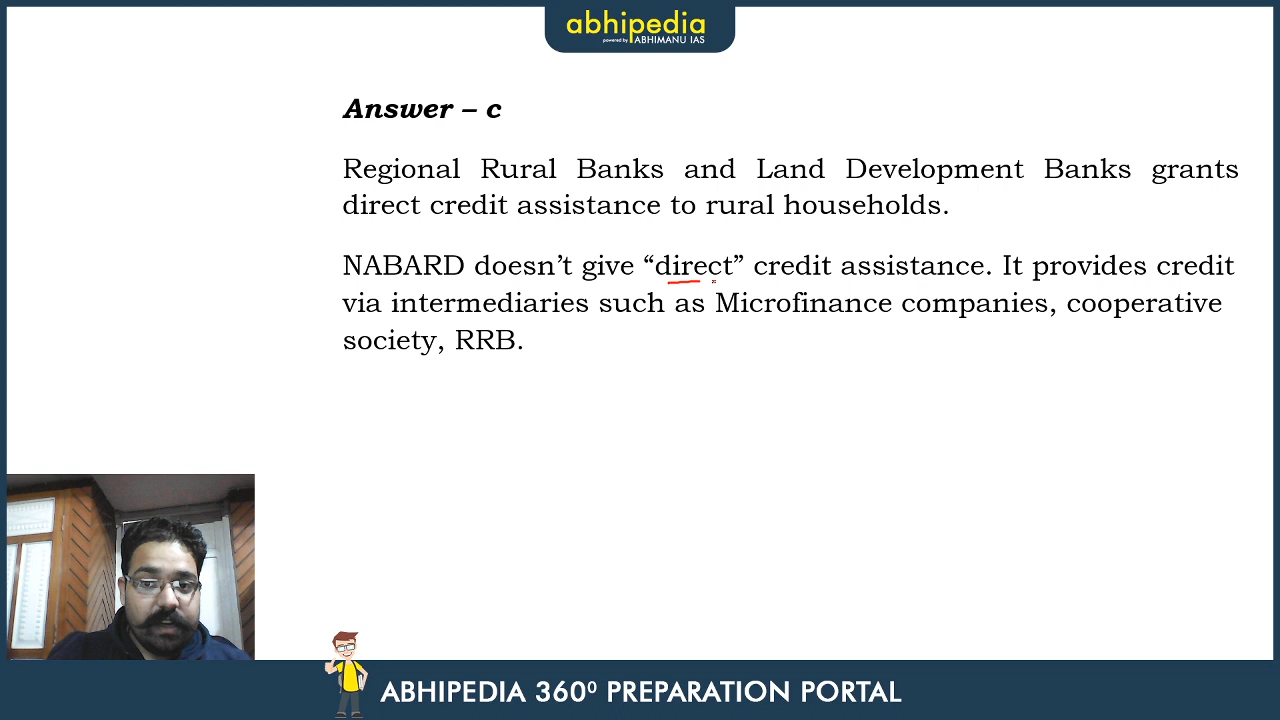 abhipedia
powered by ABHIMANU IAS
Answer – c
Regional Rural Banks and Land Development Banks grants
direct credit assistance to rural households.
NABARD doesn’t give “direct” credit assistance. It provides credit
via intermediaries such as Microfinance companies, cooperative
society, RRB.
ABHIPEDIA 360⁰ PREPARATION PORTAL